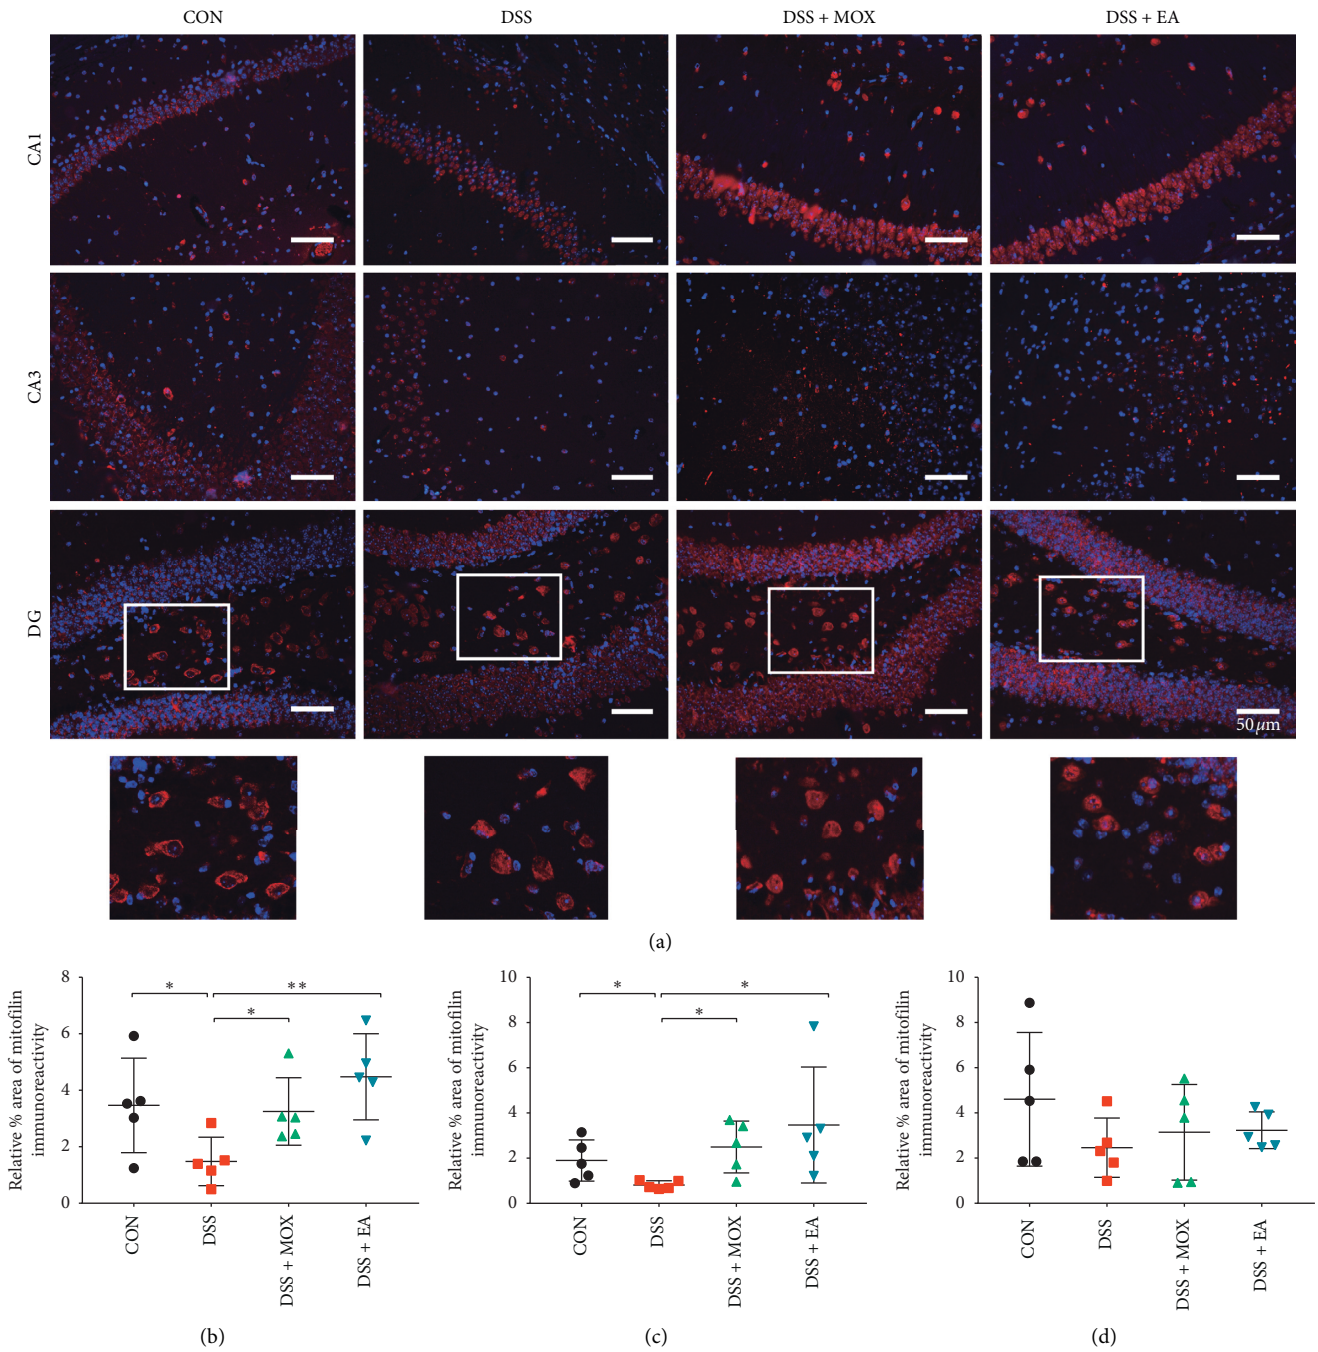 CON DSS DSS + MOX DSS + EA
CA1
CA3
DG
50 μm
(a)
Relative % area of mitofilin
immunoreactivity
8
6
4
2
0
* ** *
CON DSS DSS + MOX DSS + EA
(b)
Relative % area of mitofilin
immunoreactivity
10
8
6
4
2
0
* * *
CON DSS DSS + MOX DSS + EA
(c)
Relative % area of mitofilin
immunoreactivity
10
8
6
4
2
0
CON DSS DSS + MOX DSS + EA
(d)